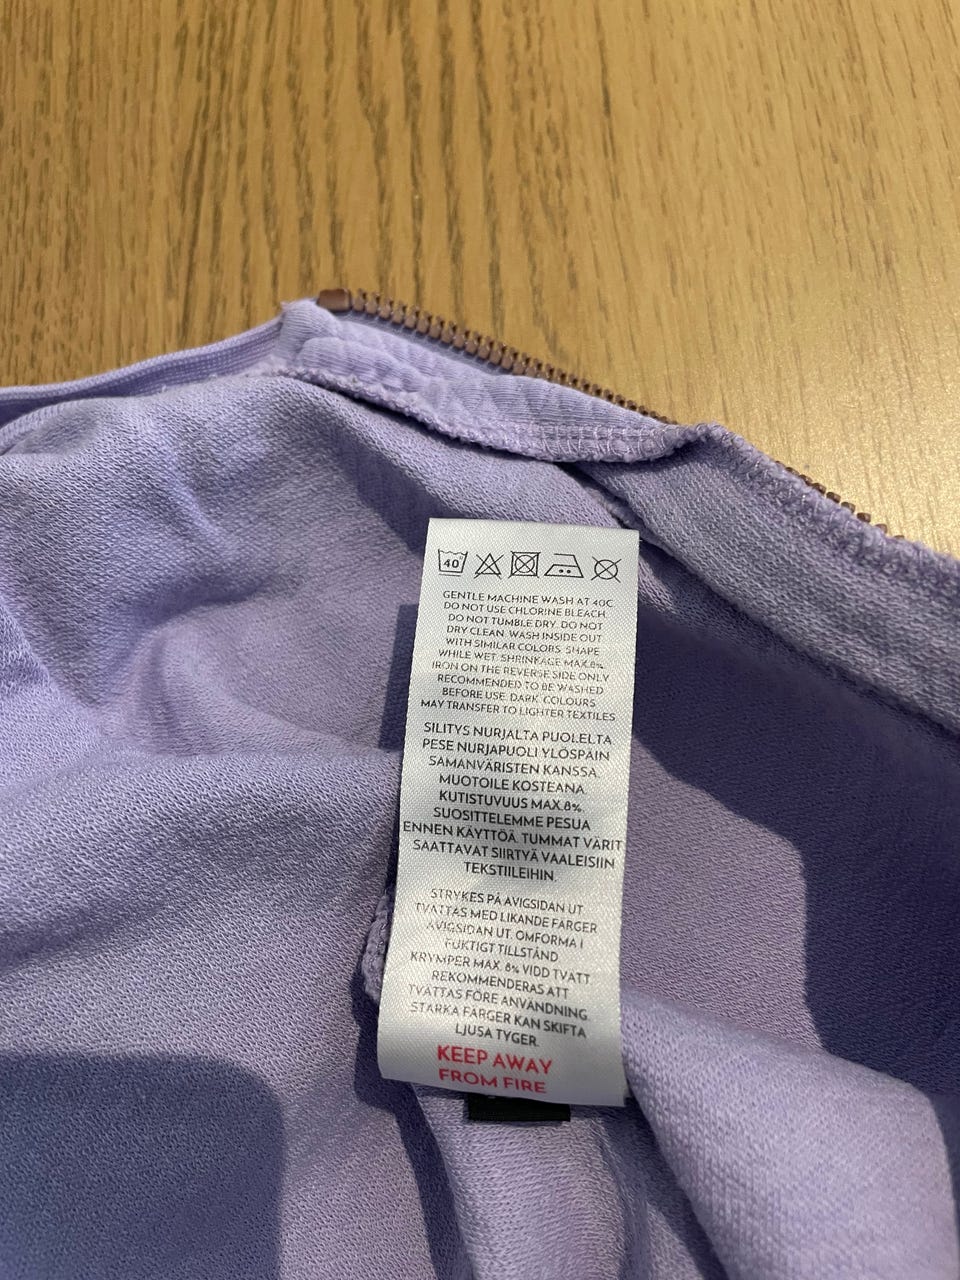 40°
GENTLE MACHINE WASH AT 40C
DO NOT USE CHLORINE BLEACH.
DO NOT TUMBLE DRY. DO NOT
DRY CLEAN. WASH INSIDE OUT
WITH SIMILAR COLORS. SHAPE
WHILE WET. SHRINKAGE MAX.8%.
IRON ON THE REVERSE SIDE ONLY
RECOMMENDED TO BE WASHED
BEFORE USE. DARK COLOURS
MAY TRANSFER TO LIGHTER TEXTILES
SILITYS NURJALTA PUOLELTA
PESE NURJAPUOLI YLÖSPÄIN
SAMANVÄRISTEN KANSSA.
MUOTOILE KOSTEANA.
KUTISTUVUUS MAX.8%.
SUOSITTELEMME PESUA
ENNEN KÄYTTÖÄ. TUMMAT VÄRIT
SAATTAVAT SIIRTYÄ VAALEISIIN
TEKSTIILEIHIN.
STRYKES PÅ AVIGSIDAN UT
TVÄTTAS MED LIKANDE FÄRGER
AVIGSIDAN UT. OMFORMA I
FUKTIGT TILLSTÅND
KRYMPER MAX. 8% VIDD TVATT
REKOMMENDERAS ATT
TVÄTTAS FÖRE ANVÄNDNING.
STARKA FÄRGER KAN SKIFTA
LJUSA TYGER.
KEEP AWAY
FROM FIRE